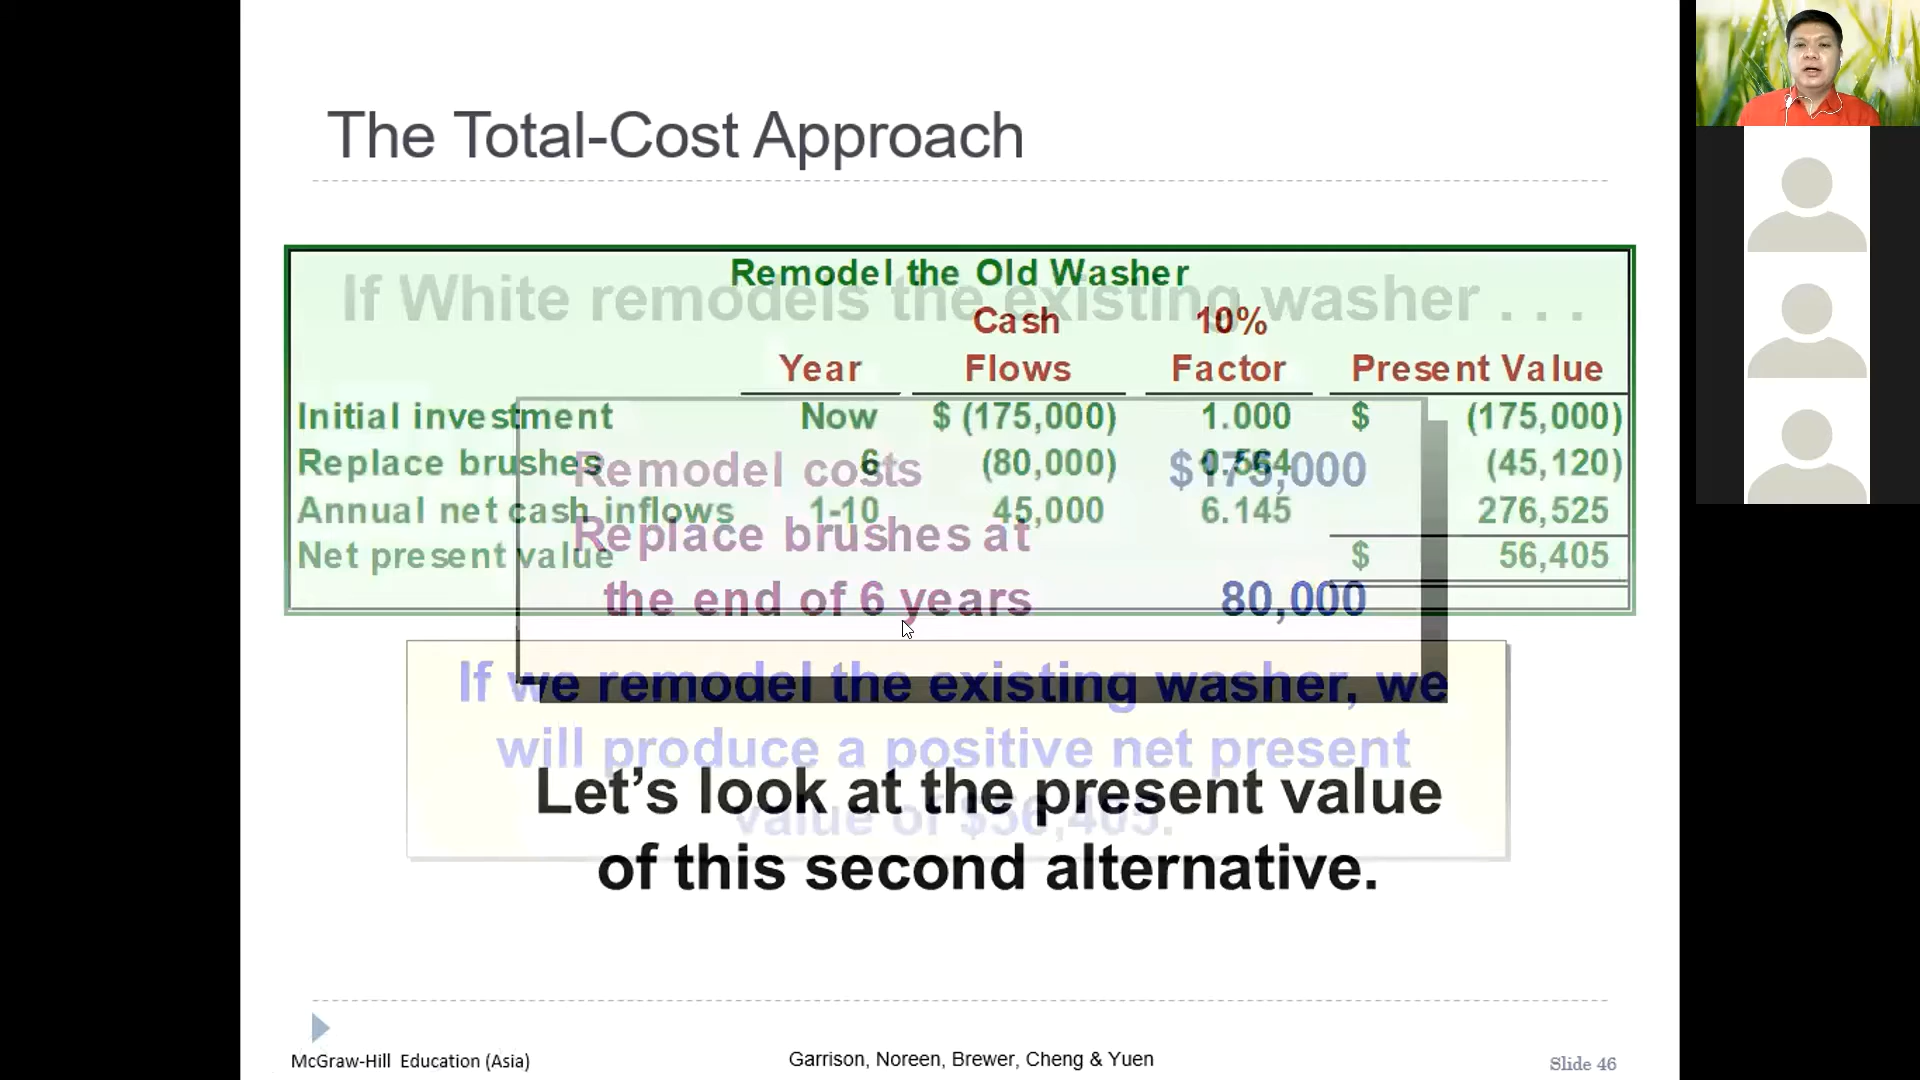 The Total-Cost Approach
Remodel the Old Washer
If White remodels the existing washer . . .
Cash 10%
Year Flows Factor Present Value
Initial investment Now $ (175,000) 1.000 $ (175,000)
Replace brushes 6 (80,000) 0.564 (45,120)
Annual net cash inflows 1-10 45,000 6.145 276,525
Net present value $ 56,405
Remodel costs $175,000
Replace brushes at
the end of 6 years 80,000
If we remodel the existing washer, we
will produce a positive net present
value of $56,405.
Let’s look at the present value
of this second alternative.
McGraw-Hill Education (Asia)
Garrison, Noreen, Brewer, Cheng & Yuen
Slide 46